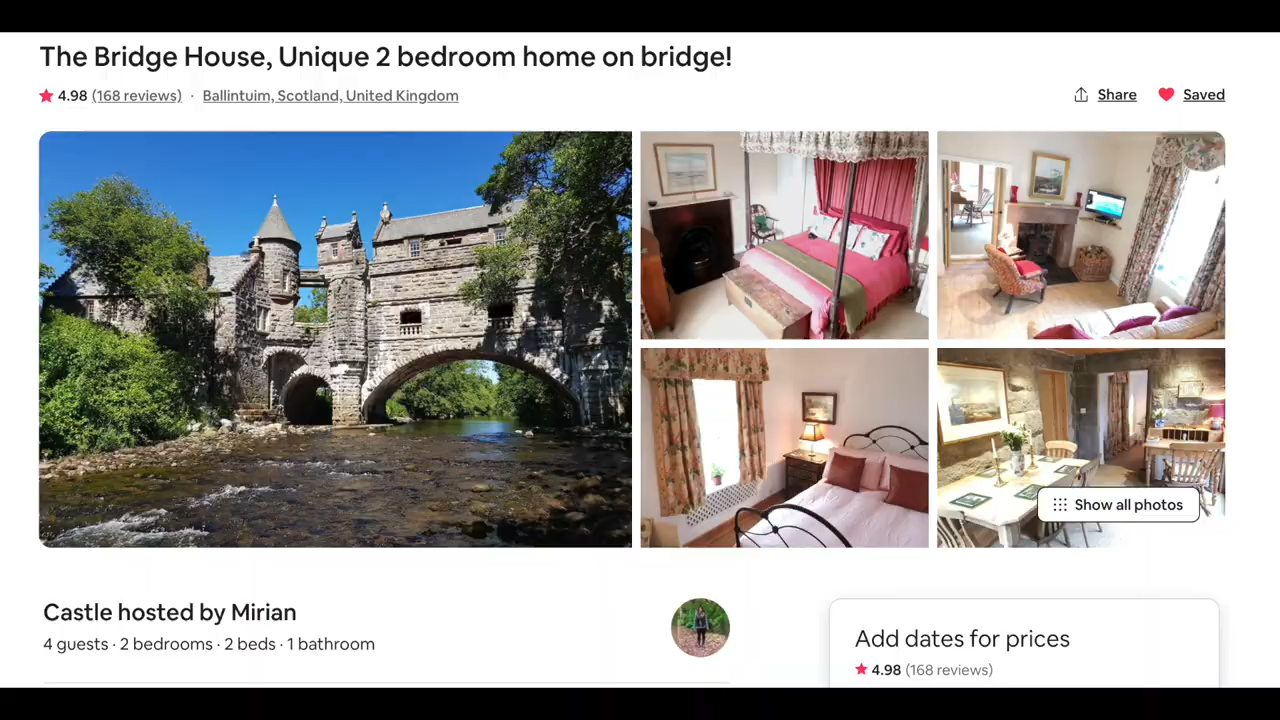 The Bridge House, Unique 2 bedroom home on bridge!
4.98 (168 reviews) · Ballintuim, Scotland, United Kingdom
Share Saved
Show all photos
Castle hosted by Mirian
4 guests · 2 bedrooms · 2 beds · 1 bathroom
Add dates for prices
4.98 (168 reviews)